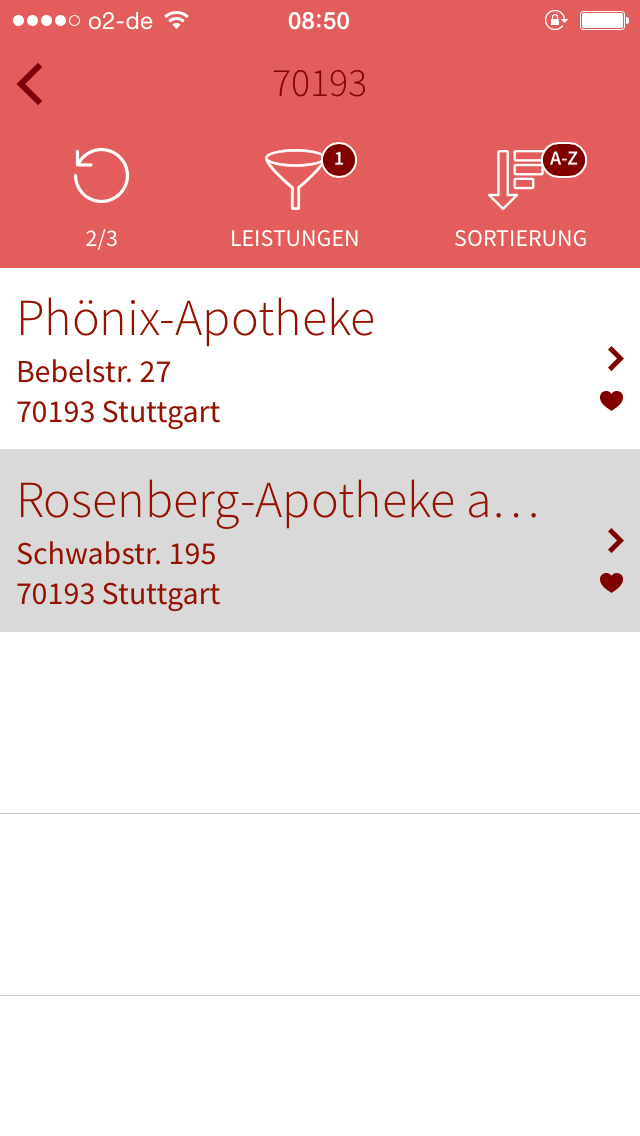 o2-de 08:50
70193
1 A-Z
2/3 LEISTUNGEN SORTIERUNG
Phönix-Apotheke
Bebelstr. 27
70193 Stuttgart
Rosenberg-Apotheke a...
Schwabstr. 195
70193 Stuttgart